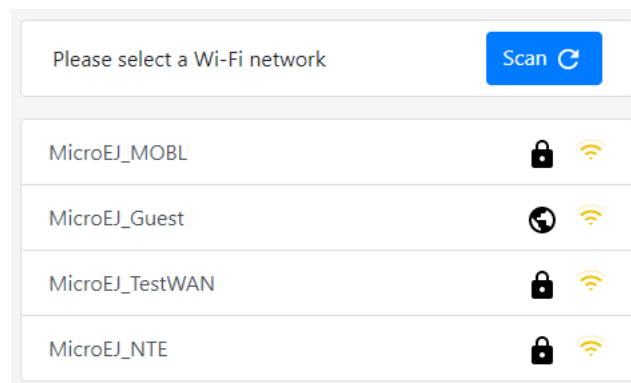 Please select a Wi-Fi network
Scan
MicroEJ_MOBL
MicroEJ_Guest
MicroEJ_TestWAN
MicroEJ_NTE